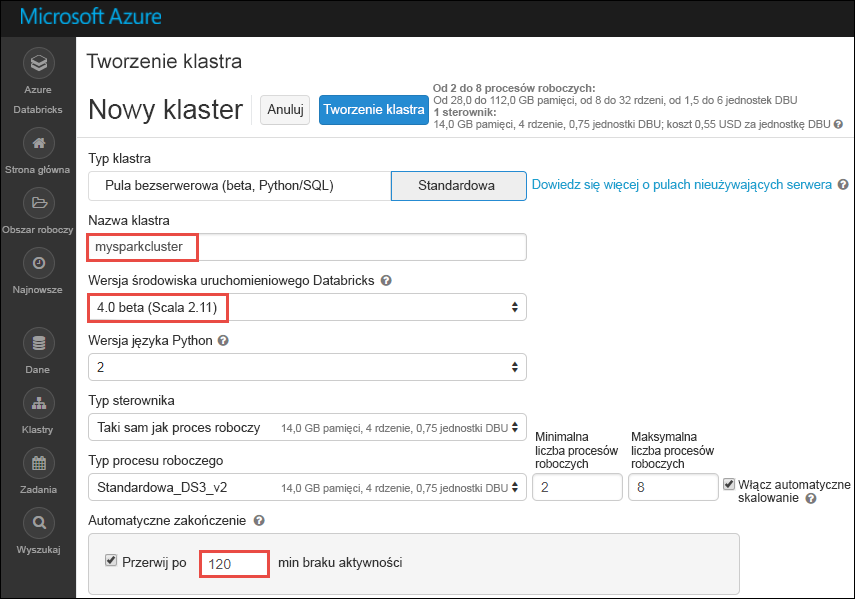 Microsoft Azure
Azure
Databricks
Strona główna
Obszar roboczy
Najnowsze
Dane
Klastry
Zadania
Wyszukaj
Tworzenie klastra
Nowy klaster
Anuluj
Tworzenie klastra
Od 2 do 8 procesów roboczych:
Od 28,0 do 112,0 GB pamięci, od 8 do 32 rdzeni, od 1,5 do 6 jednostek DBU
1 sterownik:
14,0 GB pamięci, 4 rdzenie, 0,75 jednostki DBU; koszt 0,55 USD za jednostkę DBU ?
Typ klastra
Pula bezserwerowa (beta, Python/SQL)
Standardowa
Dowiedz się więcej o pulach nieużywających serwera ?
Nazwa klastra
mysparkcluster
Wersja środowiska uruchomieniowego Databricks ?
4.0 beta (Scala 2.11)
Wersja języka Python ?
2
Typ sterownika
Taki sam jak proces roboczy 14,0 GB pamięci, 4 rdzenie, 0,75 jednostki DBU
Typ procesu roboczego
Standardowa_DS3_v2 14,0 GB pamięci, 4 rdzenie, 0,75 jednostki DBU
Minimalna
liczba procesów
roboczych
2
Maksymalna
liczba procesów
roboczych
8
Włącz automatyczne
skalowanie ?
Automatyczne zakończenie ?
Przerwij po 120 min braku aktywności